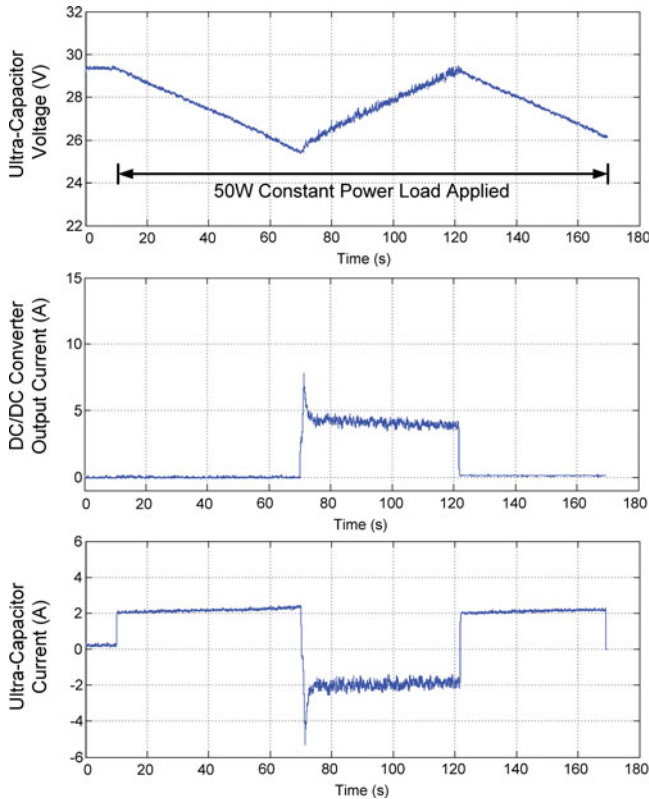 Ultra-Capacitor
Voltage (V)
32
30
28
26
24
22
50W Constant Power Load Applied
0 20 40 60 80 100 120 140 160 180
Time (s)
DC/DC Converter
Output Current (A)
15
10
5
0
0 20 40 60 80 100 120 140 160 180
Time (s)
Ultra-Capacitor
Current (A)
6
4
2
0
-2
-4
-6
0 20 40 60 80 100 120 140 160 180
Time (s)